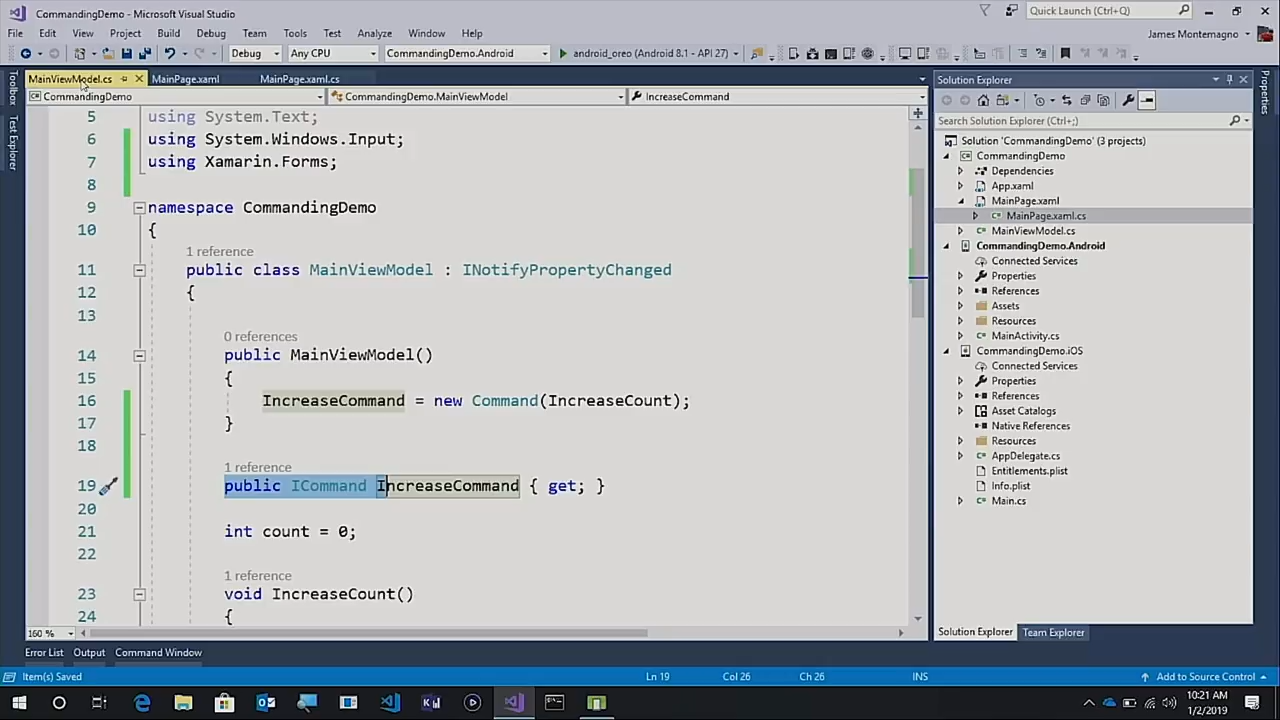 CommandingDemo - Microsoft Visual Studio
Quick Launch (Ctrl+Q)
File Edit View Project Build Debug Team Tools Test Analyze Window Help
James Montemagno
Debug Any CPU CommandingDemo.Android android_oreo (Android 8.1 - API 27)
MainViewModel.cs MainPage.xaml MainPage.xaml.cs
CommandingDemo CommandingDemo.MainViewModel IncreaseCommand
Toolbox
Test Explorer
5 using System.Text;
6 using System.Windows.Input;
7 using Xamarin.Forms;
8
9 namespace CommandingDemo
10 {
1 reference
11 public class MainViewModel : INotifyPropertyChanged
12 {
13
0 references
14 public MainViewModel()
15 {
16 IncreaseCommand = new Command(IncreaseCount);
17 }
18
1 reference
19 public ICommand IncreaseCommand { get; }
20
21 int count = 0;
22
1 reference
23 void IncreaseCount()
24 {
160 %
Solution Explorer
Search Solution Explorer (Ctrl+;)
Solution 'CommandingDemo' (3 projects)
CommandingDemo
Dependencies
App.xaml
MainPage.xaml
MainPage.xaml.cs
MainViewModel.cs
CommandingDemo.Android
Connected Services
Properties
References
Assets
Resources
MainActivity.cs
CommandingDemo.iOS
Connected Services
Properties
References
Asset Catalogs
Native References
Resources
AppDelegate.cs
Entitlements.plist
Info.plist
Main.cs
Solution Explorer Team Explorer
Properties
Error List Output Command Window
Item(s) Saved Ln 19 Col 26 Ch 26 INS Add to Source Control
10:21 AM
1/2/2019